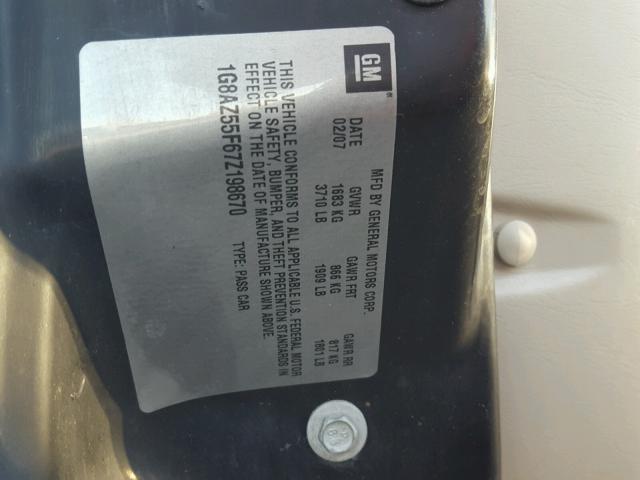 GM
MFD BY GENERAL MOTORS CORP.
DATE GVWR GAWR FRT GAWR RR
02/07 1683 KG 866 KG 817 KG
3710 LB 1909 LB 1801 LB
THIS VEHICLE CONFORMS TO ALL APPLICABLE U.S. FEDERAL MOTOR
VEHICLE SAFETY, BUMPER, AND THEFT PREVENTION STANDARDS IN
EFFECT ON THE DATE OF MANUFACTURE SHOWN ABOVE.
1G8AZ55F67Z198670 TYPE: PASS CAR